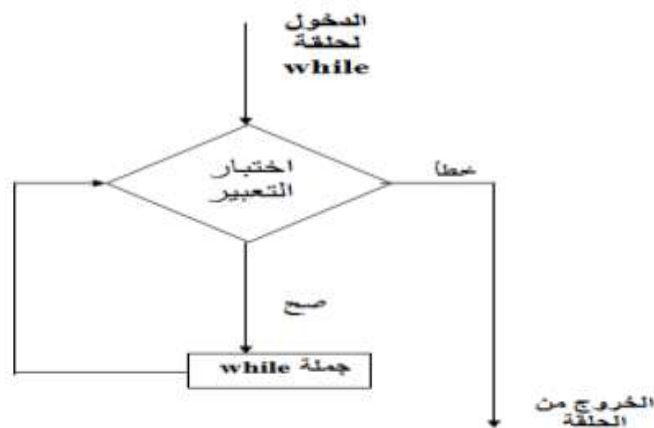 الدخول
لحلقة
while
اختبار
التعبير
خطأ
صح
جملة while
الخروج من
الحلقة